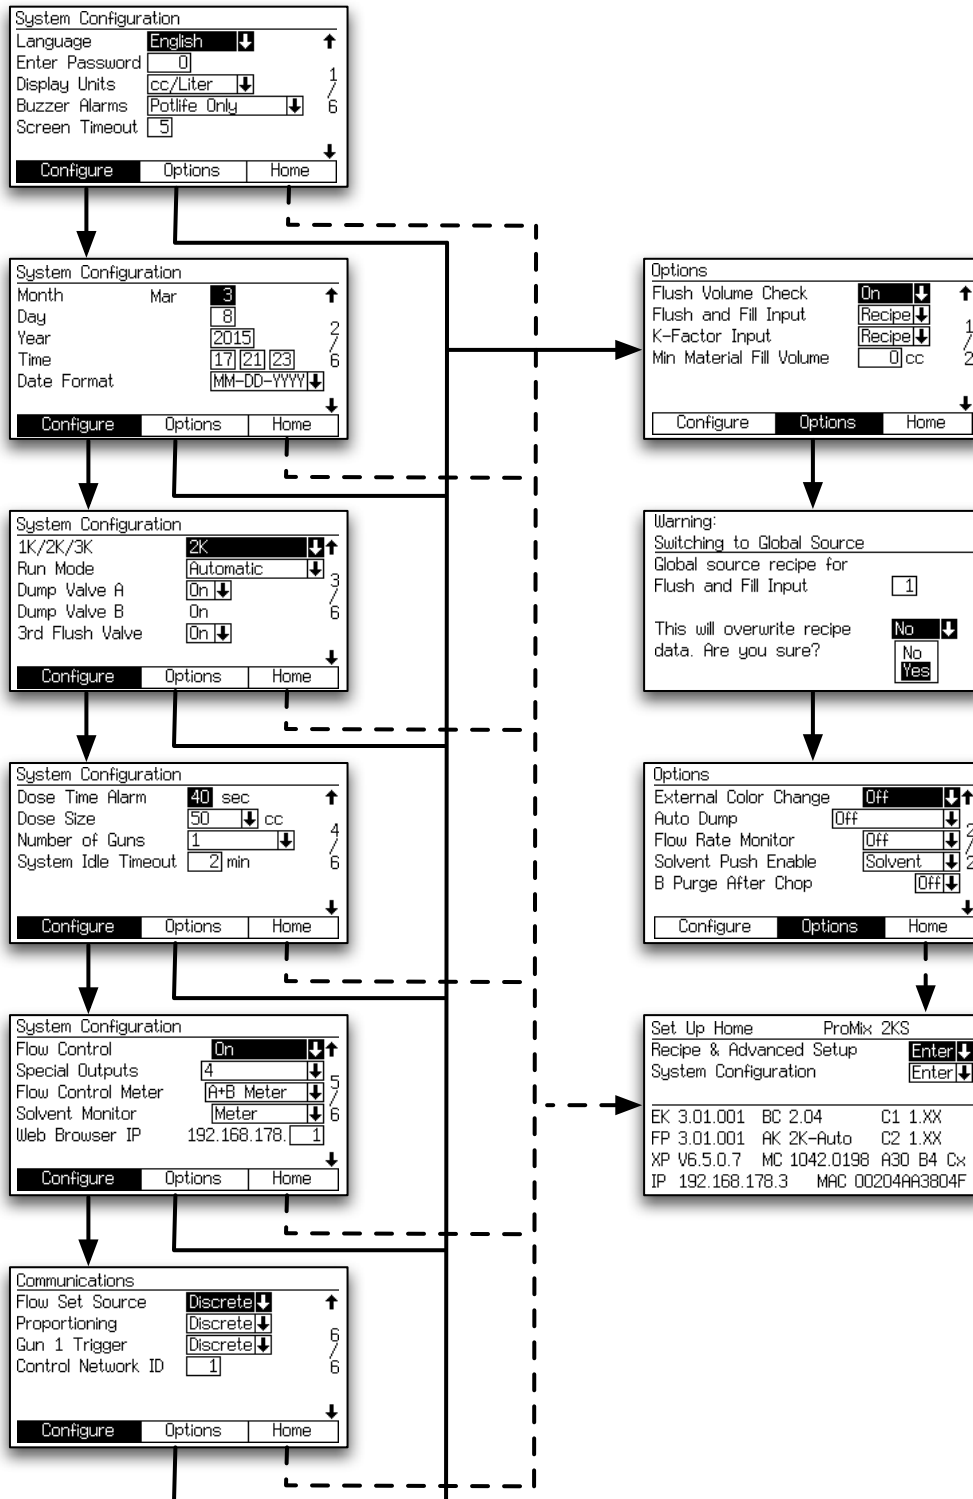 System Configuration
Language English
Enter Password 0
Display Units cc/Liter
Buzzer Alarms Potlife Only
Screen Timeout 5
1/6
Configure Options Home
System Configuration
Month Mar 3
Day 8
Year 2015
Time 17 21 23
Date Format MM-DD-YYYY
2/6
Configure Options Home
System Configuration
1K/2K/3K 2K
Run Mode Automatic
Dump Valve A On
Dump Valve B On
3rd Flush Valve On
3/6
Configure Options Home
System Configuration
Dose Time Alarm 40 sec
Dose Size 50 cc
Number of Guns 1
System Idle Timeout 2 min
4/6
Configure Options Home
System Configuration
Flow Control On
Special Outputs 4
Flow Control Meter A+B Meter
Solvent Monitor Meter
Web Browser IP 192.168.178. 1
5/6
Configure Options Home
Communications
Flow Set Source Discrete
Proportioning Discrete
Gun 1 Trigger Discrete
Control Network ID 1
6/6
Configure Options Home
Options
Flush Volume Check On
Flush and Fill Input Recipe
K-Factor Input Recipe
Min Material Fill Volume 0 cc
1/2
Configure Options Home
Warning:
Switching to Global Source
Global source recipe for
Flush and Fill Input 1
This will overwrite recipe No
data. Are you sure? No
Yes
Options
External Color Change Off
Auto Dump Off
Flow Rate Monitor Off
Solvent Push Enable Solvent
B Purge After Chop Off
2/2
Configure Options Home
Set Up Home ProMix 2KS
Recipe & Advanced Setup Enter
System Configuration Enter
EK 3.01.001 BC 2.04 C1 1.XX
FP 3.01.001 AK 2K-Auto C2 1.XX
XP V6.5.0.7 MC 1042.0198 A30 B4 Cx
IP 192.168.178.3 MAC 00204AA3804F